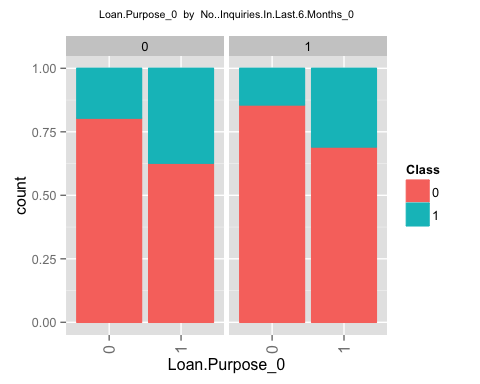 Loan.Purpose_0 by No..Inquiries.In.Last.6.Months_0
0 1
1.00
0.75
0.50
0.25
0.00
count
0 1 0 1
Loan.Purpose_0
Class
0
1